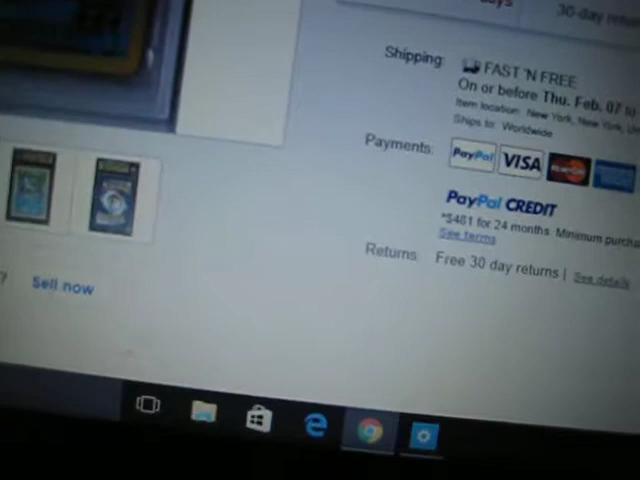 30-day
Shipping:
FAST 'N FREE
On or before Thu. Feb. 07 to
Item location: New York, New York,
Ships to: Worldwide
Payments:
PayPal VISA
PayPal CREDIT
*$481 for 24 months. Minimum
See terms
Returns:
Free 30 day returns | See details
? Sell now